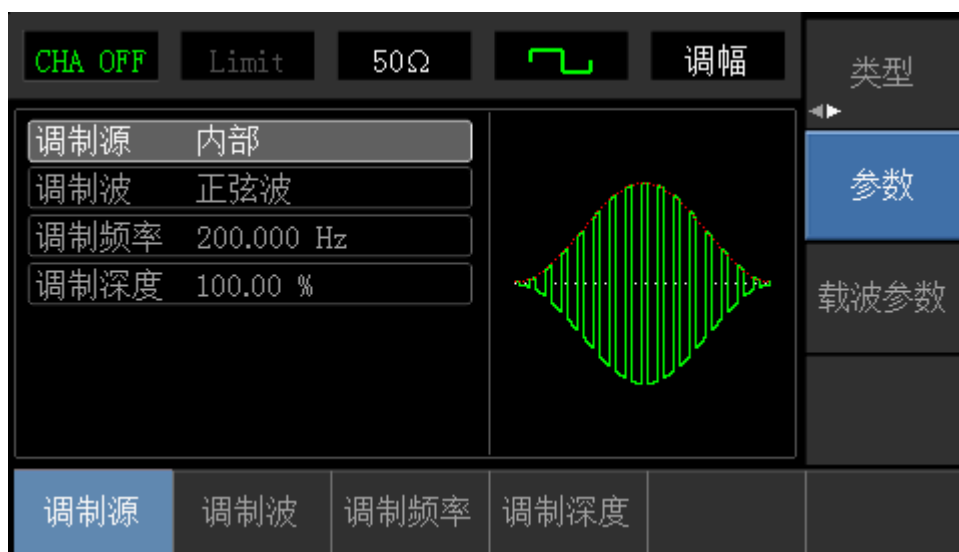 CHA OFF Limit 50Ω 调幅
类型
调制源 内部
参数
调制波 正弦波
调制频率 200.000 Hz
调制深度 100.00 %
载波参数
调制源 调制波 调制频率 调制深度